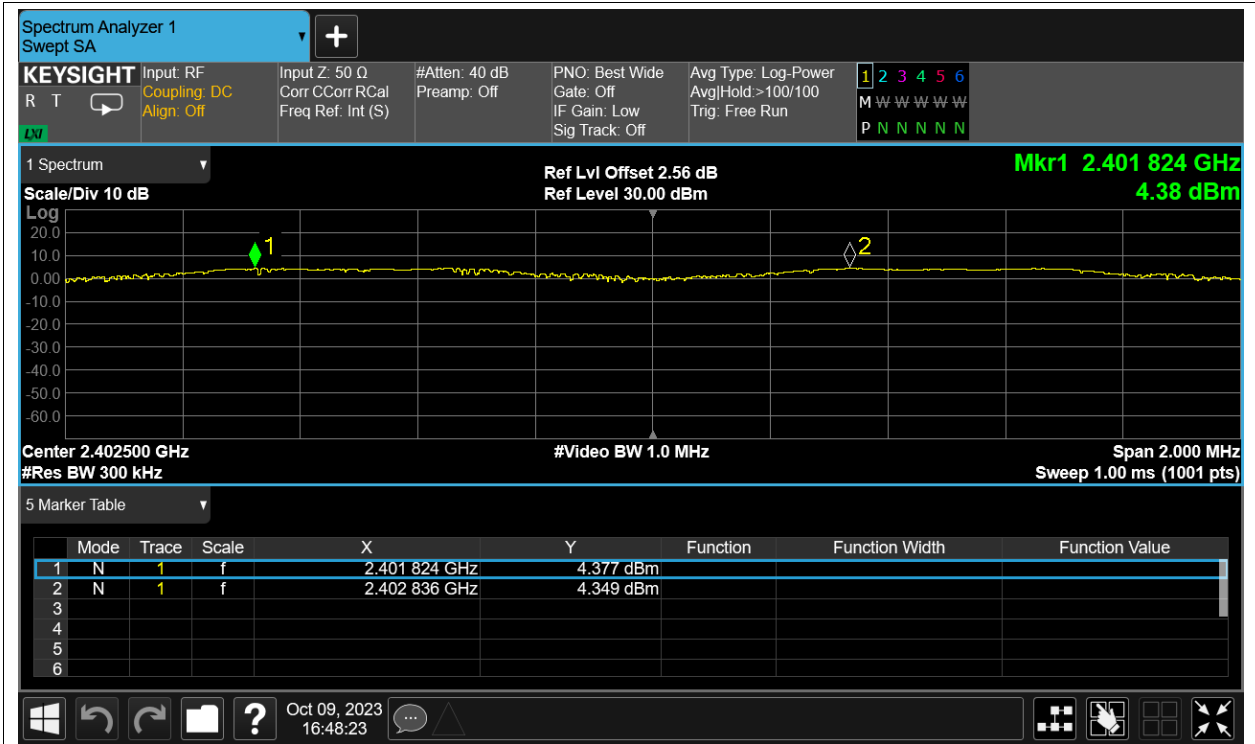 Spectrum Analyzer 1
Swept SA
+
KEYSIGHT Input: RF Input Z: 50 Ω #Atten: 40 dB PNO: Best Wide Avg Type: Log-Power 1 2 3 4 5 6
R T Coupling: DC Corr CCorr RCal Preamp: Off Gate: Off Avg|Hold:>100/100 M W W W W W
Align: Off Freq Ref: Int (S) IF Gain: Low Trig: Free Run
LXI Sig Track: Off P N N N N N
1 Spectrum Ref Lvl Offset 2.56 dB Mkr1 2.401 824 GHz
Scale/Div 10 dB Ref Level 30.00 dBm 4.38 dBm
Log
20.0
10.0 1 2
0.00
-10.0
-20.0
-30.0
-40.0
-50.0
-60.0
Center 2.402500 GHz #Video BW 1.0 MHz Span 2.000 MHz
#Res BW 300 kHz Sweep 1.00 ms (1001 pts)
5 Marker Table
Mode Trace Scale X Y Function Function Width Function Value
1 N 1 f 2.401 824 GHz 4.377 dBm
2 N 1 f 2.402 836 GHz 4.349 dBm
3
4
5
6
? Oct 09, 2023
16:48:23